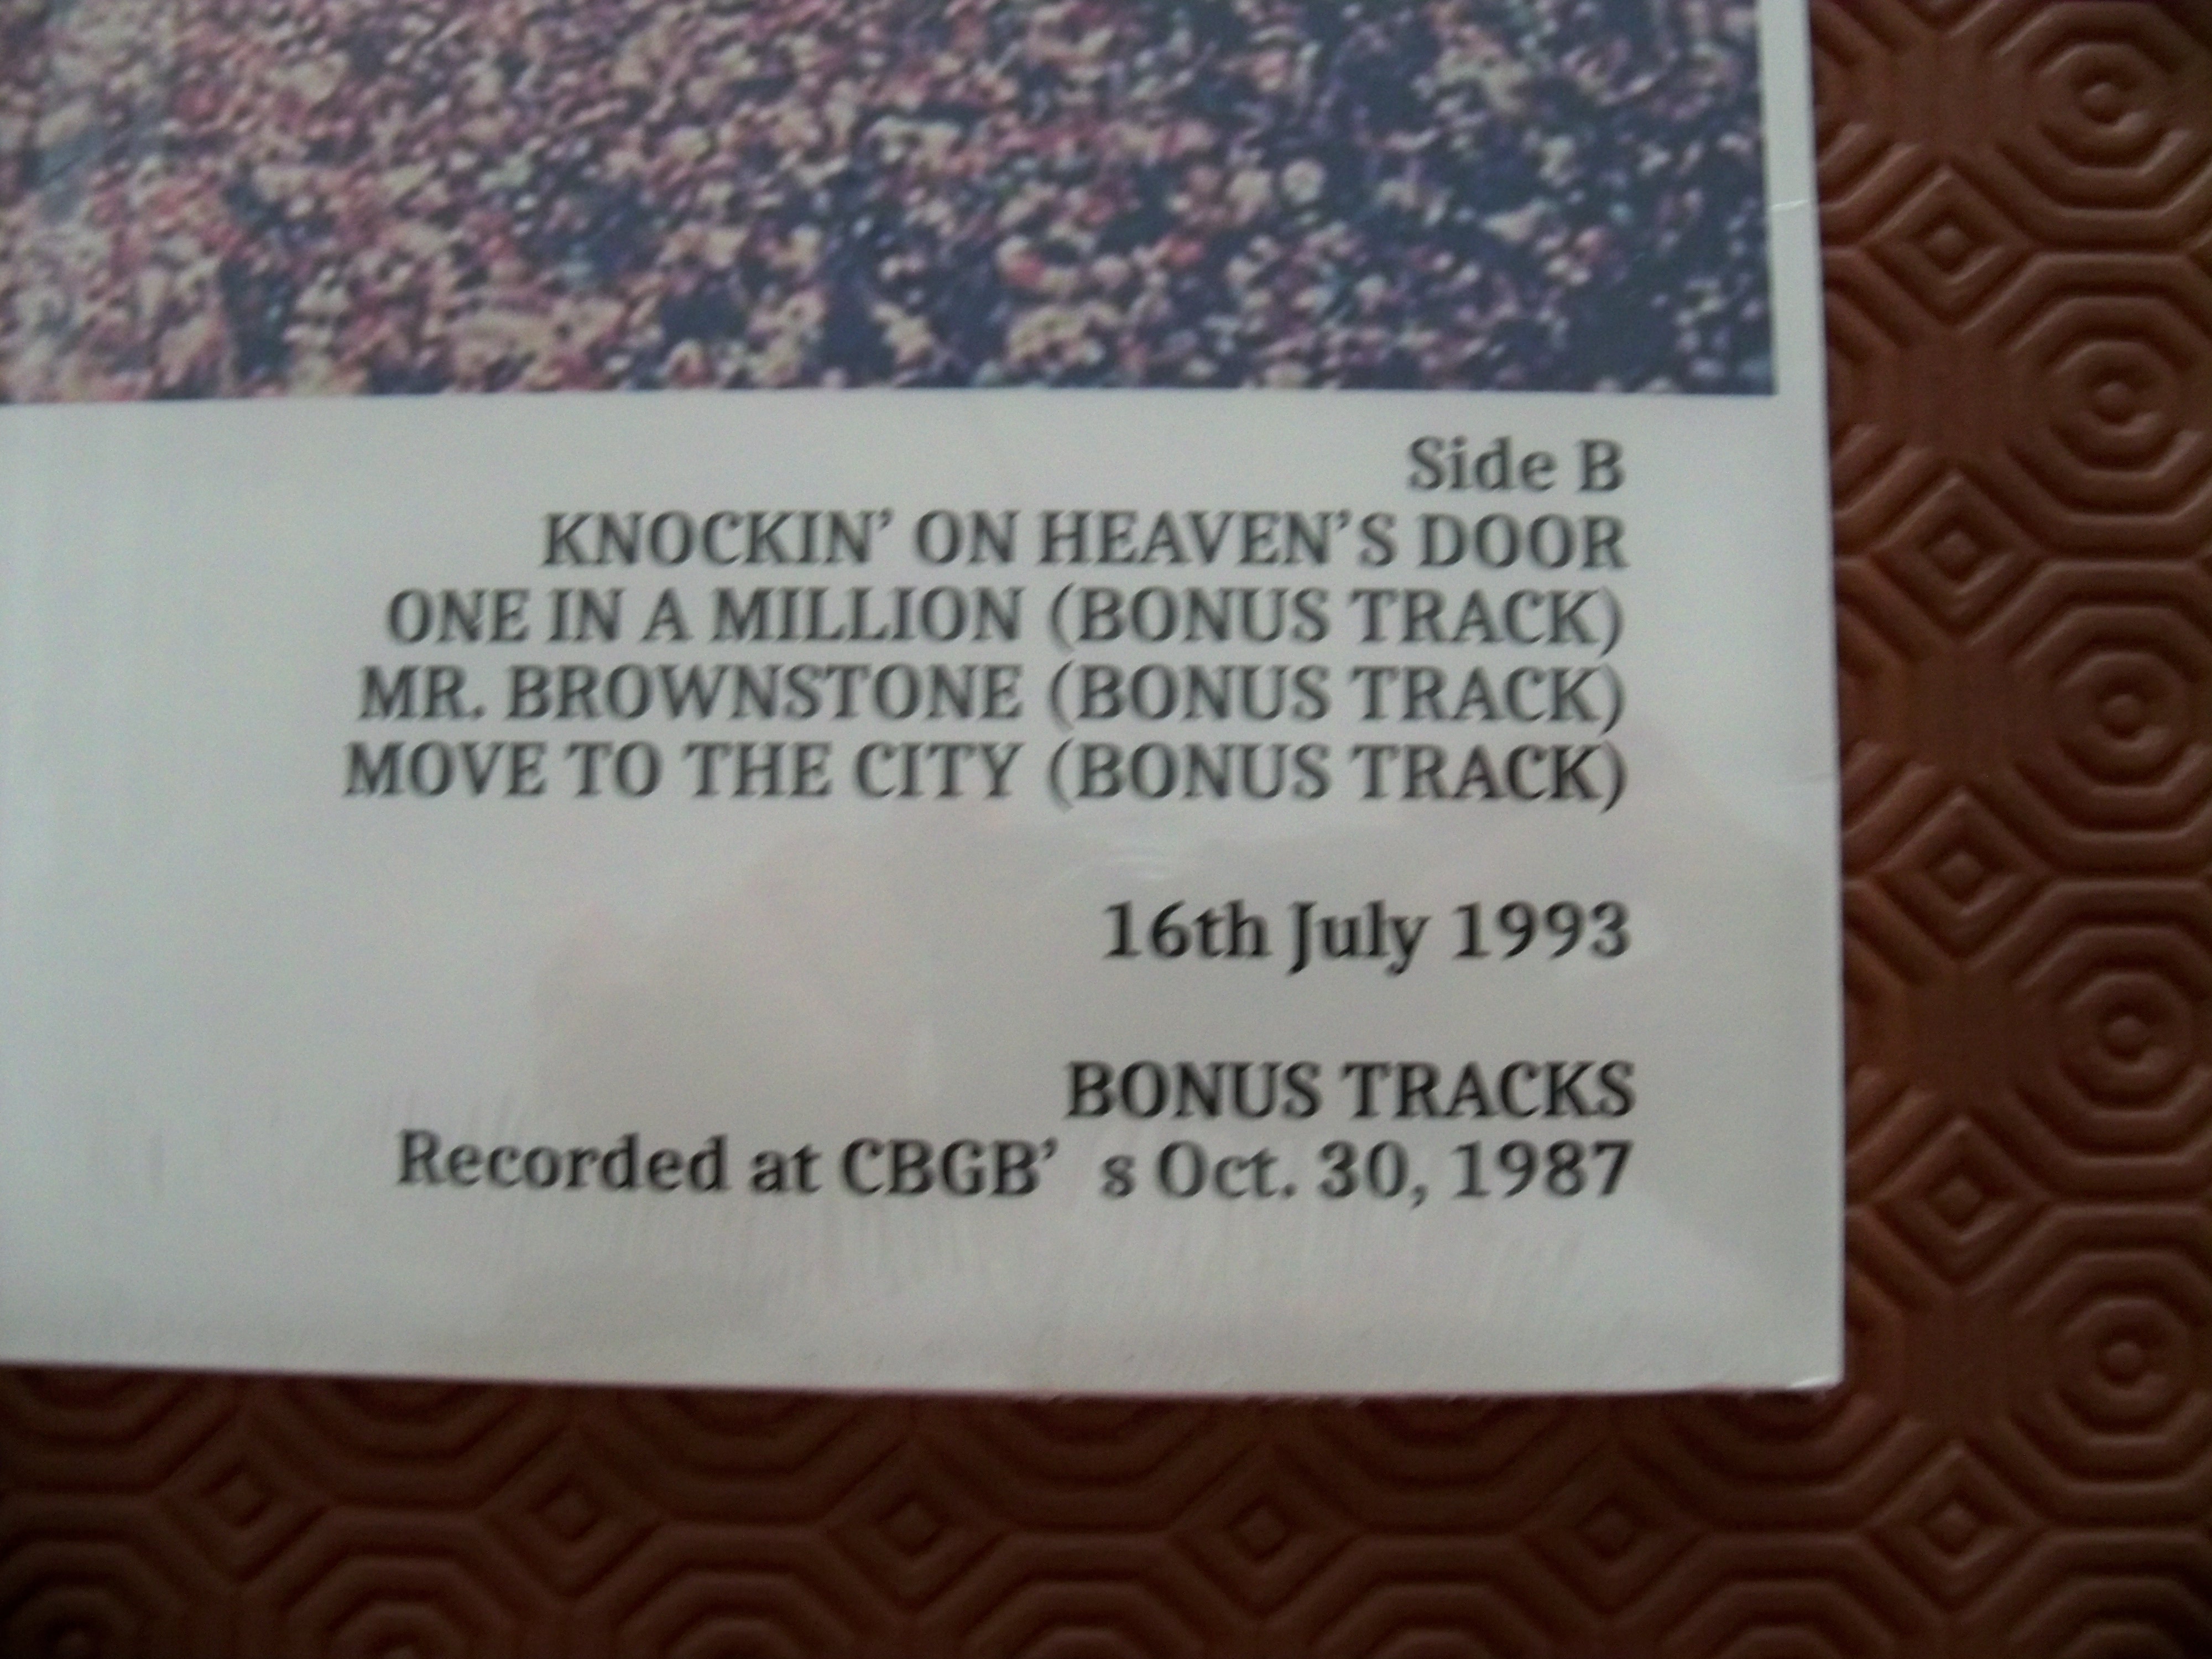 Side B
KNOCKIN’ ON HEAVEN’S DOOR
ONE IN A MILLION (BONUS TRACK)
MR. BROWNSTONE (BONUS TRACK)
MOVE TO THE CITY (BONUS TRACK)
16th July 1993
BONUS TRACKS
Recorded at CBGB’ s Oct. 30, 1987